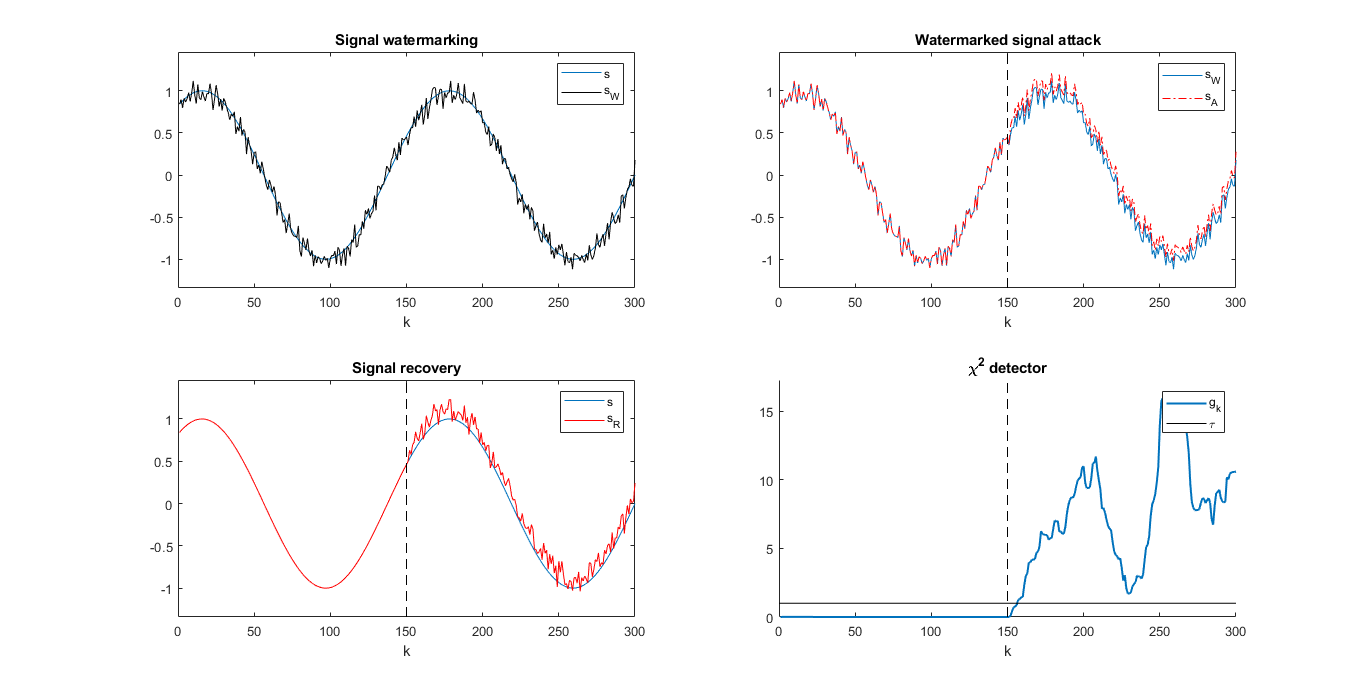 Signal watermarking
1
0.5
0
-0.5
-1
s
s_W
0 50 100 150 200 250 300
k
Watermarked signal attack
1
0.5
0
-0.5
-1
s_W
s_A
0 50 100 150 200 250 300
k
Signal recovery
1
0.5
0
-0.5
-1
s
s_R
0 50 100 150 200 250 300
k
χ² detector
15
10
5
0
g_k
τ
0 50 100 150 200 250 300
k